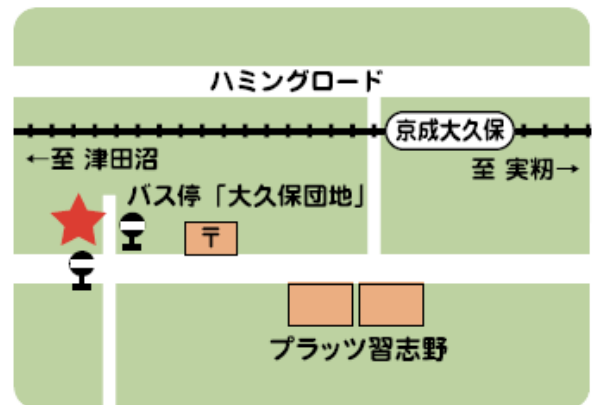 ハミングロード
京成大久保
←至 津田沼
至 実籾→
バス停「大久保団地」
〒
プラッツ習志野